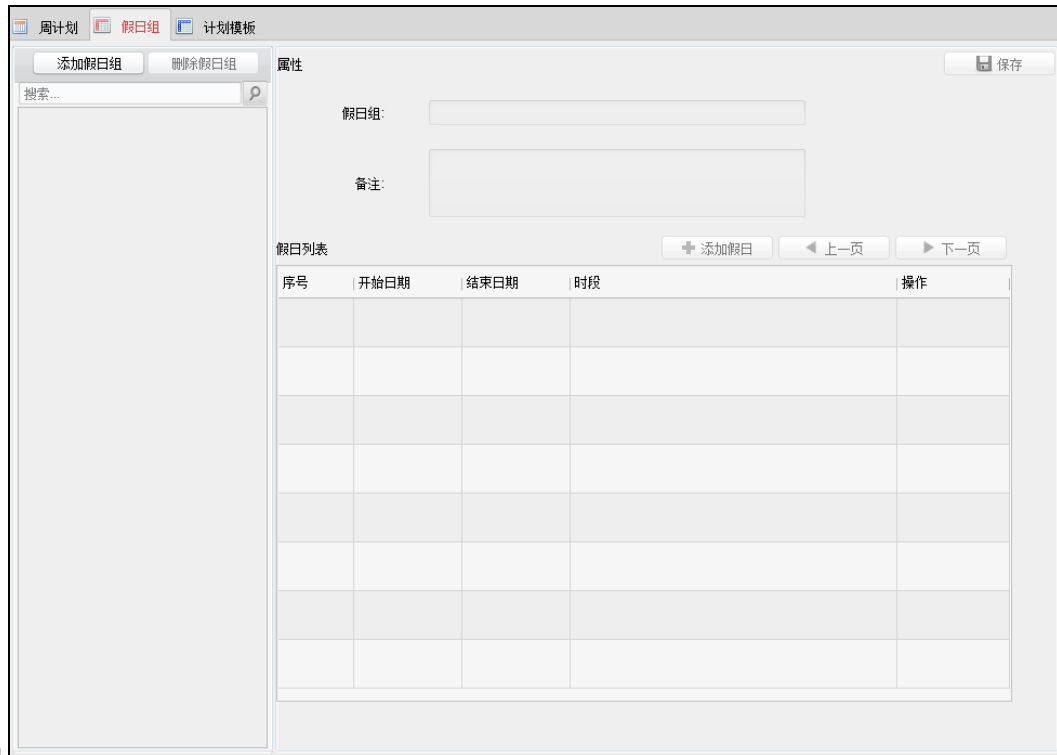 周计划 假日组 计划模板
添加假日组 删除假日组 属性 保存
搜索...
假日组:
备注:
假日列表 添加假日 上一页 下一页
序号 开始日期 结束日期 时段 操作